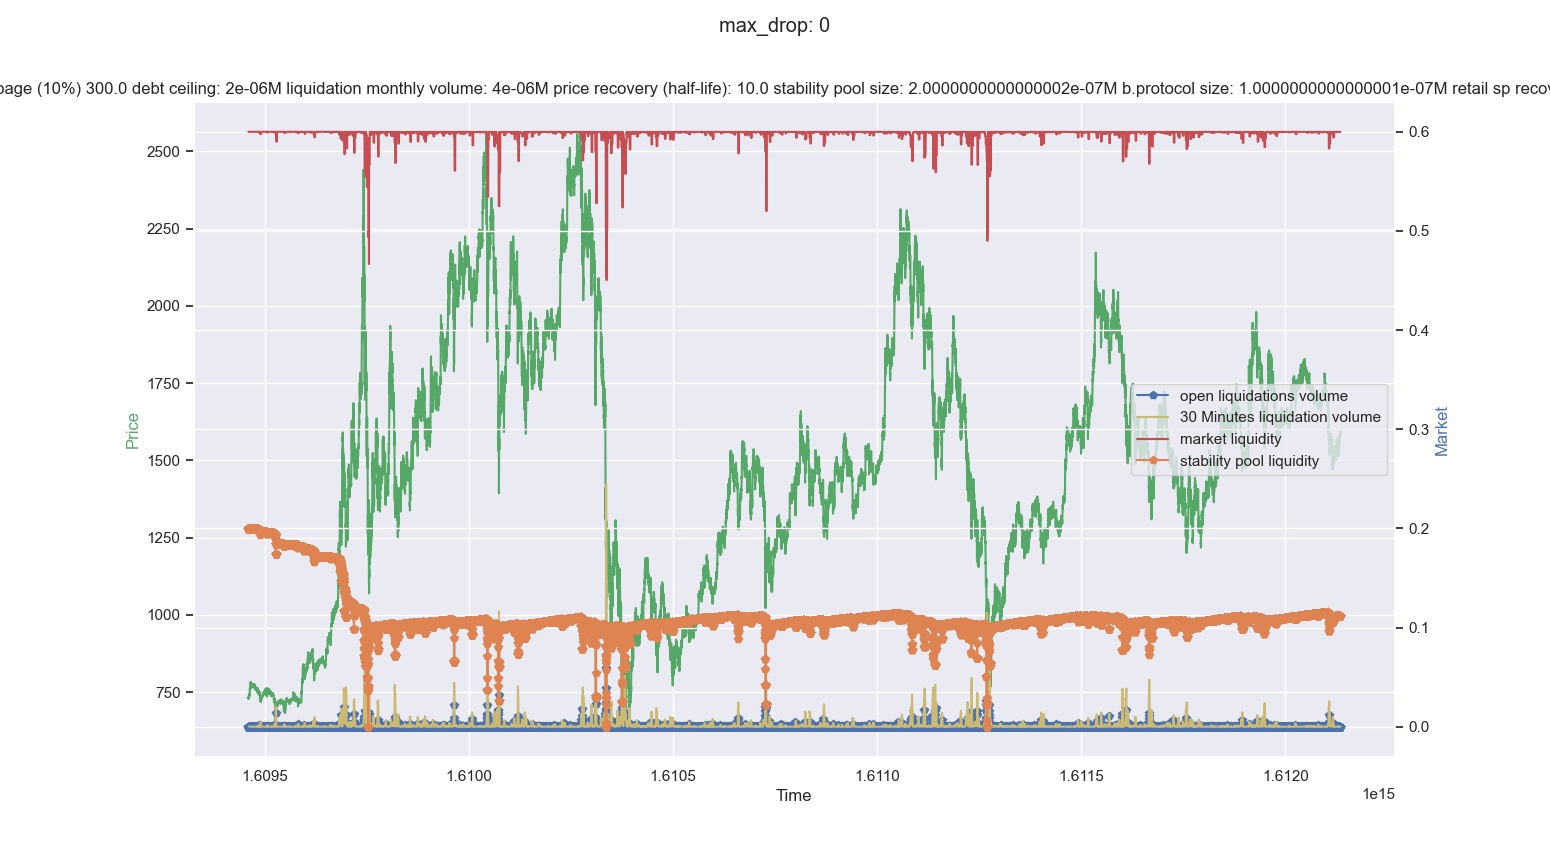 max_drop: 0
page (10%) 300.0 debt ceiling: 2e-06M liquidation monthly volume: 4e-06M price recovery (half-life): 10.0 stability pool size: 2.0000000000000002e-07M b.protocol size: 1.0000000000000001e-07M retail sp
2500
2250
2000
1750
1500
1250
1000
750
Price
0.6
0.5
0.4
0.3
0.2
0.1
0.0
Market
open liquidations volume
30 Minutes liquidation volume
market liquidity
stability pool liquidity
1.6095
1.6100
1.6105
1.6110
1.6115
1.6120
Time
1e15